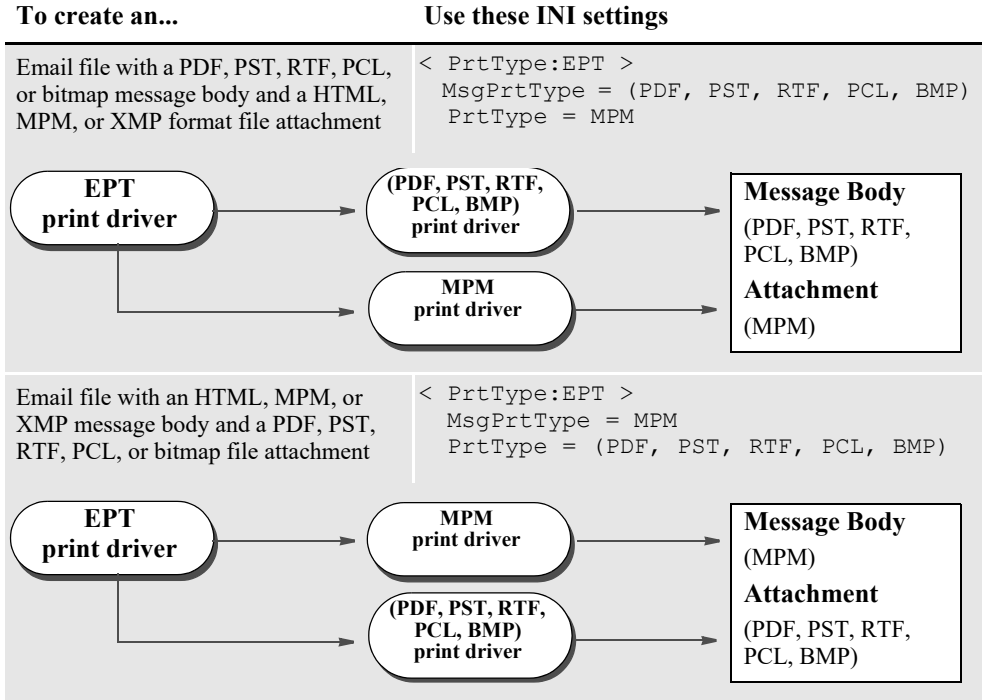 To create an...
Use these INI settings
Email file with a PDF, PST, RTF, PCL,
or bitmap message body and a HTML,
MPM, or XMP format file attachment
< PrtType:EPT >
MsgPrtType = (PDF, PST, RTF, PCL, BMP)
PrtType = MPM
EPT
print driver
(PDF, PST, RTF,
PCL, BMP)
print driver
MPM
print driver
Message Body
(PDF, PST, RTF,
PCL, BMP)
Attachment
(MPM)
Email file with an HTML, MPM, or
XMP message body and a PDF, PST,
RTF, PCL, or bitmap file attachment
< PrtType:EPT >
MsgPrtType = MPM
PrtType = (PDF, PST, RTF, PCL, BMP)
EPT
print driver
MPM
print driver
(PDF, PST, RTF,
PCL, BMP)
print driver
Message Body
(MPM)
Attachment
(PDF, PST, RTF,
PCL, BMP)